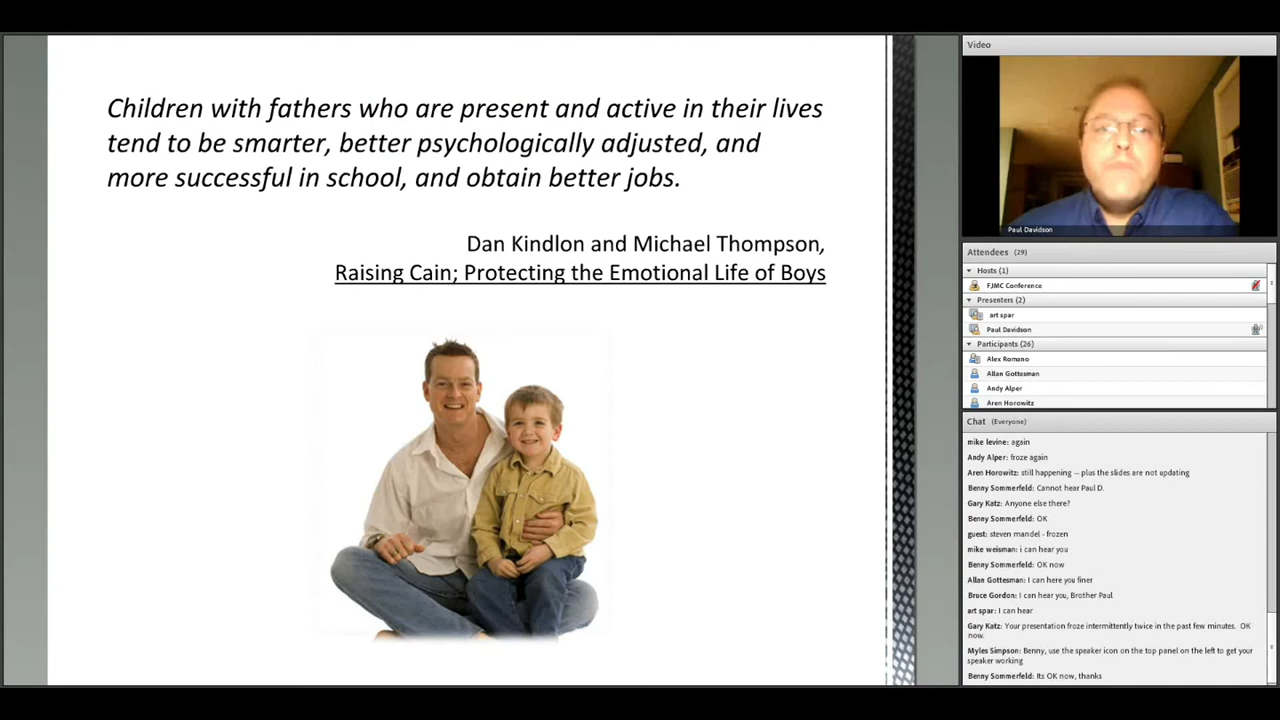 Children with fathers who are present and active in their lives
tend to be smarter, better psychologically adjusted, and
more successful in school, and obtain better jobs.
Dan Kindlon and Michael Thompson,
Raising Cain; Protecting the Emotional Life of Boys
Video
Paul Davidson
Attendees (29)
Hosts (1)
FJMC Conference
Presenters (2)
art spar
Paul Davidson
Participants (26)
Alex Romano
Allan Gottesman
Andy Alper
Aren Horowitz
Chat (Everyone)
mike levine: again
Andy Alper: froze again
Aren Horowitz: still happening -- plus the slides are not updating
Benny Sommerfeld: Cannot hear Paul D.
Gary Katz: Anyone else there?
Benny Sommerfeld: OK
guest: steven mandel - frozen
mike weisman: i can hear you
Benny Sommerfeld: OK now
Allan Gottesman: I can here you finer
Bruce Gordon: I can hear you, Brother Paul
art spar: I can hear
Gary Katz: Your presentation froze intermittently twice in the past few minutes. OK
now.
Myles Simpson: Benny, use the speaker icon on the top panel on the left to get your
speaker working
Benny Sommerfeld: Its OK now, thanks